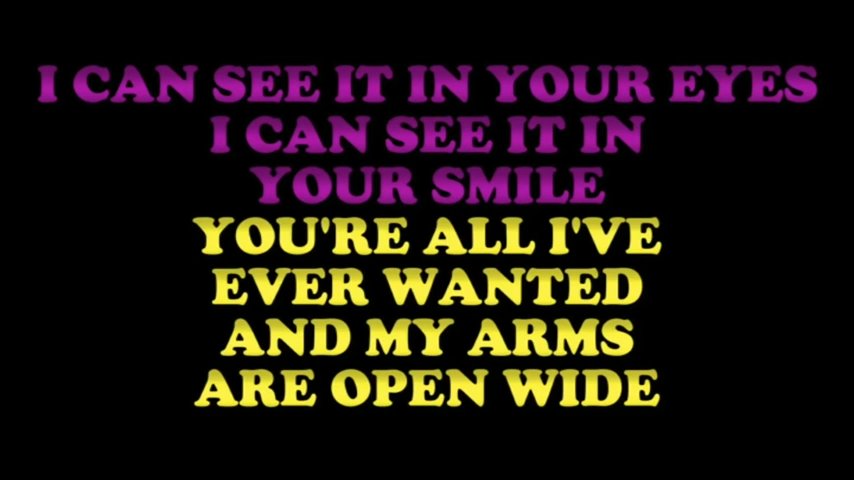 I CAN SEE IT IN YOUR EYES
I CAN SEE IT IN
YOUR SMILE
YOU'RE ALL I'VE
EVER WANTED
AND MY ARMS
ARE OPEN WIDE